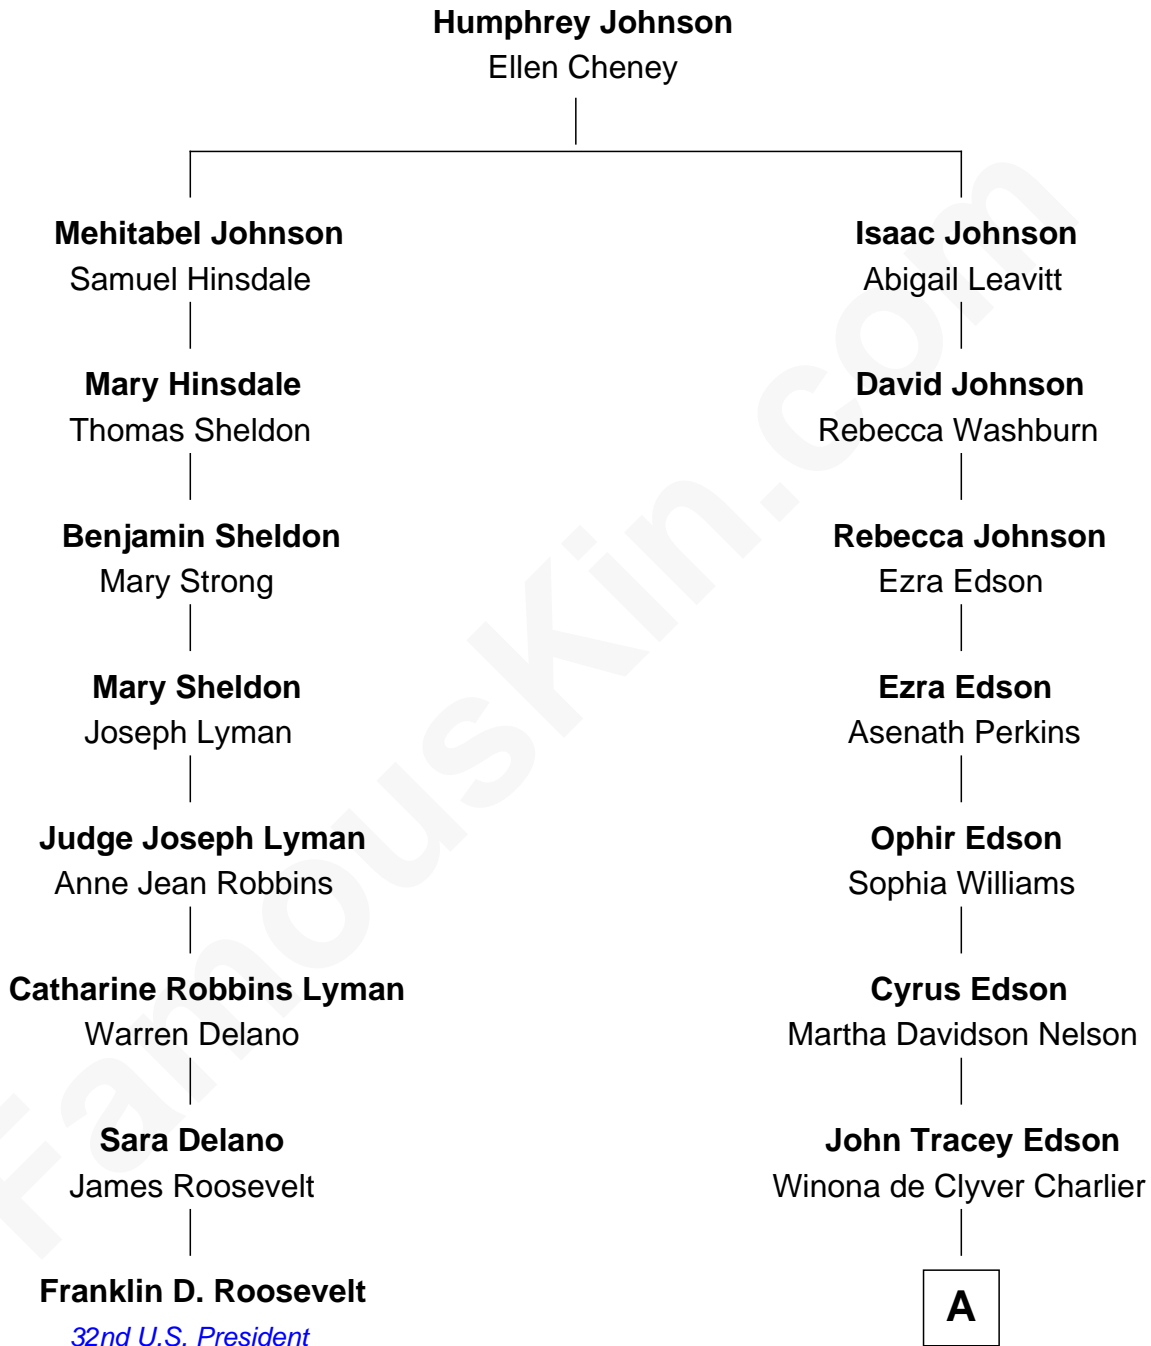 Humphrey Johnson
Ellen Cheney
Mehitabel Johnson
Samuel Hinsdale
Isaac Johnson
Abigail Leavitt
Mary Hinsdale
Thomas Sheldon
David Johnson
Rebecca Washburn
Benjamin Sheldon
Mary Strong
Rebecca Johnson
Ezra Edson
Mary Sheldon
Joseph Lyman
Ezra Edson
Asenath Perkins
Judge Joseph Lyman
Anne Jean Robbins
Ophir Edson
Sophia Williams
Catharine Robbins Lyman
Warren Delano
Cyrus Edson
Martha Davidson Nelson
Sara Delano
James Roosevelt
John Tracey Edson
Winona de Clyver Charlier
Franklin D. Roosevelt
32nd U.S. President
A
FamousKin.com